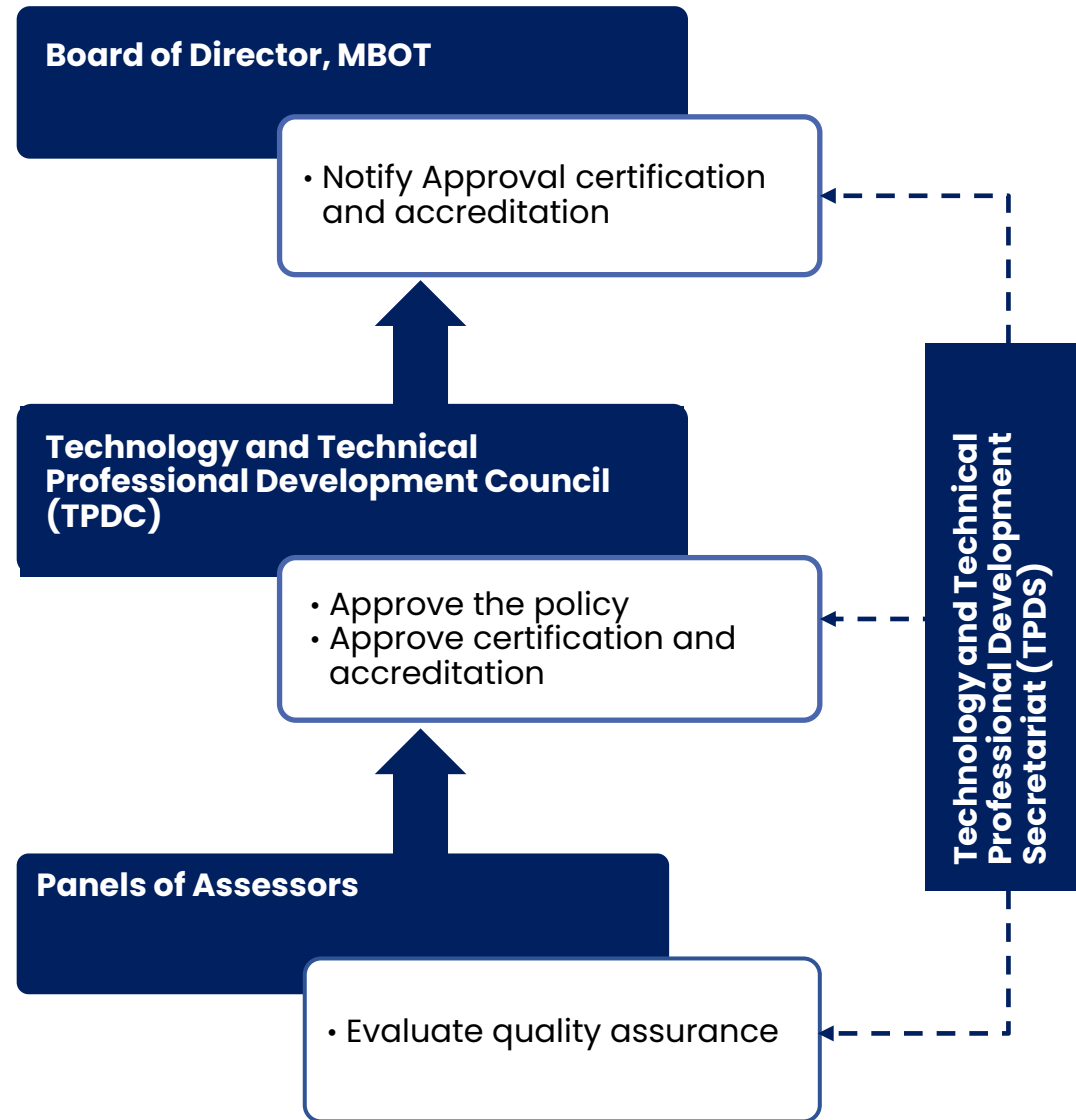 Board of Director, MBOT
• Notify Approval certification
and accreditation
Technology and Technical
Professional Development Council
(TPDC)
• Approve the policy
• Approve certification and
accreditation
Panels of Assessors
• Evaluate quality assurance
Technology and Technical
Professional Development
Secretariat (TPDS)